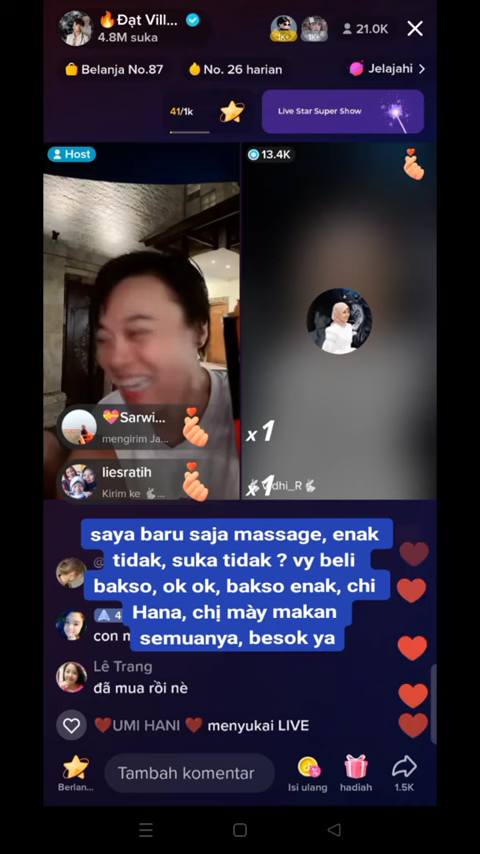 🔥Đạt Vill...
4.8M suka
1K+
1K+
21.0K
Belanja No.87
No. 26 harian
Jelajahi >
41/1k
Live Star Super Show
Host
13.4K
💝Sarwi...
mengirim Ja...
x1
liesratih
Kirim ke 🐇...
x1
dhi_R🐇
saya baru saja massage, enak
tidak, suka tidak ? vy beli
bakso, ok ok, bakso enak, chi
Hana, chị mày makan
semuanya, besok ya
@
4
con
Lê Trang
đã mua rồi nè
❤️UMI HANI ❤️ menyukai LIVE
Berlan...
Tambah komentar
Isi ulang
hadiah
1.5K